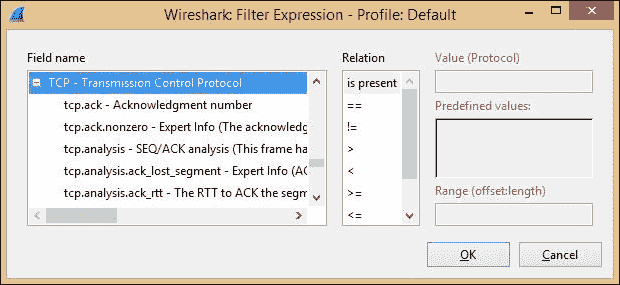 Wireshark: Filter Expression - Profile: Default
Field name
TCP - Transmission Control Protocol
tcp.ack - Acknowledgment number
tcp.ack.nonzero - Expert Info (The acknowledg
tcp.analysis - SEQ/ACK analysis (This frame ha
tcp.analysis.ack_lost_segment - Expert Info (AC
tcp.analysis.ack_rtt - The RTT to ACK the segm
Relation
is present
==
!=
>
<
>=
<=
Value (Protocol)
Predefined values:
Range (offset:length)
OK
Cancel